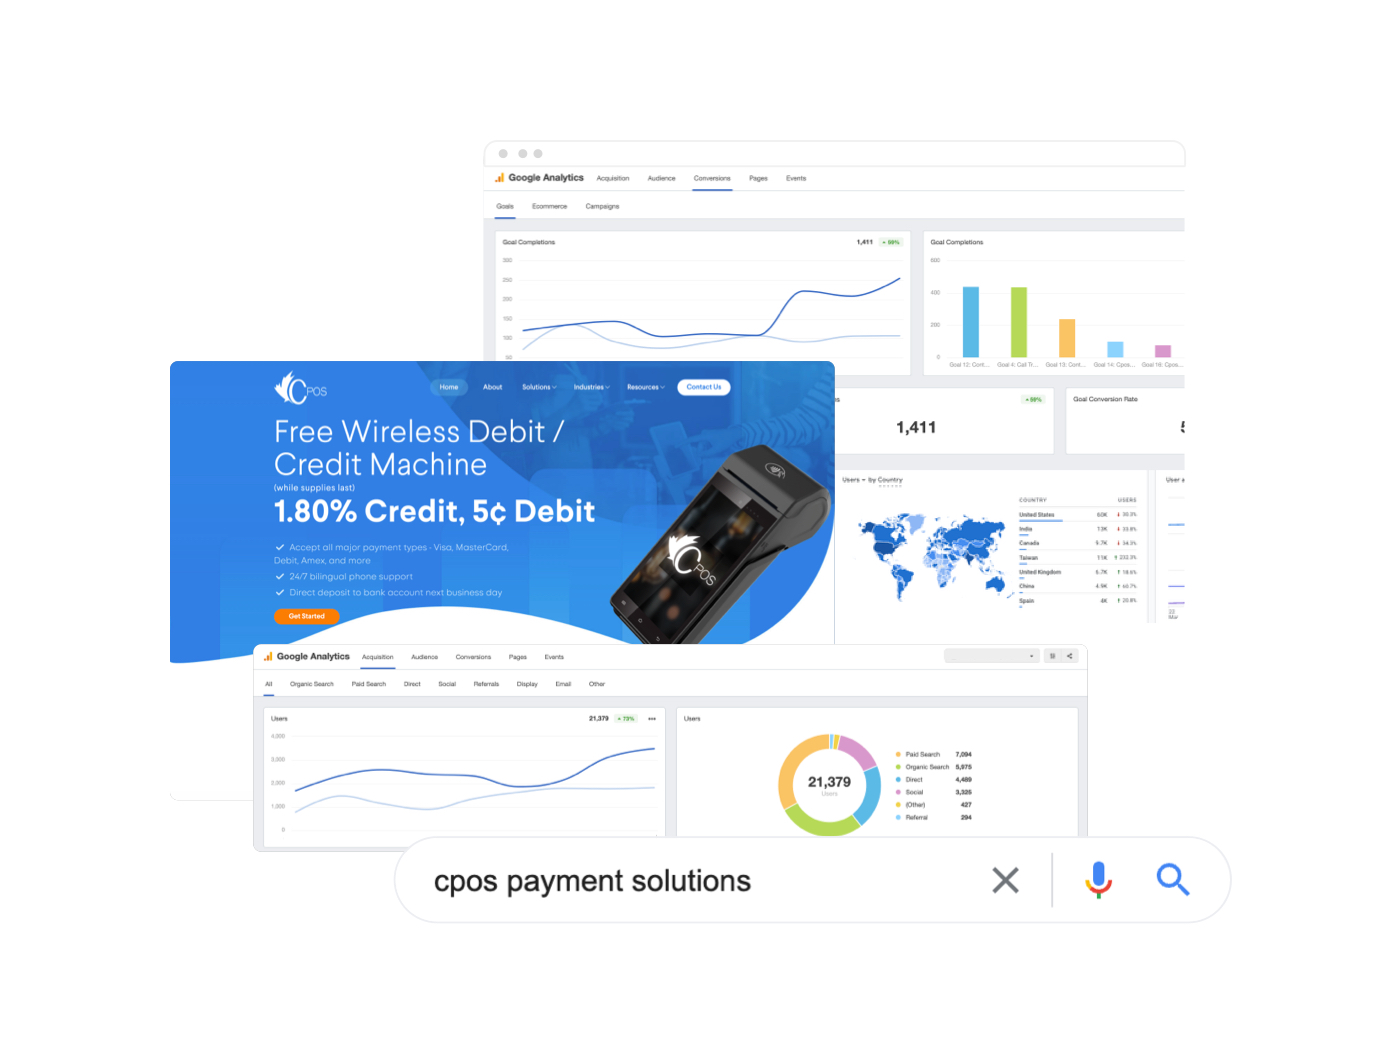 Google Analytics Acquisition Audience Conversions Pages Events
Goals Ecommerce Campaigns
Goal Completions 1,411 98%
300
250
200
150
100
50
Goal Completions
600
400
200
0
Goal 12: Cont... Goal 4: Call Tr... Goal 13: Cont... Goal 14: Cpos... Goal 16: Cpos...
98%
1,411
Goal Conversion Rate
Users by Country
COUNTRY USERS
United States 60K 30.3%
India 13K 33.8%
Canada 9.7K 34.3%
Taiwan 11K 232.3%
United Kingdom 6.7K 18.6%
China 4.9K 60.7%
Spain 4K 20.8%
User a
23
Mar
CPOS
Home About Solutions Industries Resources Contact Us
Free Wireless Debit /
Credit Machine
(while supplies last)
1.80% Credit, 5¢ Debit
Accept all major payment types - Visa, MasterCard,
Debit, Amex, and more
24/7 bilingual phone support
Direct deposit to bank account next business day
Get Started
CPOS
Google Analytics Acquisition Audience Conversions Pages Events
All Organic Search Paid Search Direct Social Referrals Display Email Other
Users 21,379 73%
4,000
3,000
2,000
1,000
0
Users
21,379
Users
Paid Search 7,094
Organic Search 5,975
Direct 4,489
Social 3,325
(Other) 427
Referral 294
cpos payment solutions